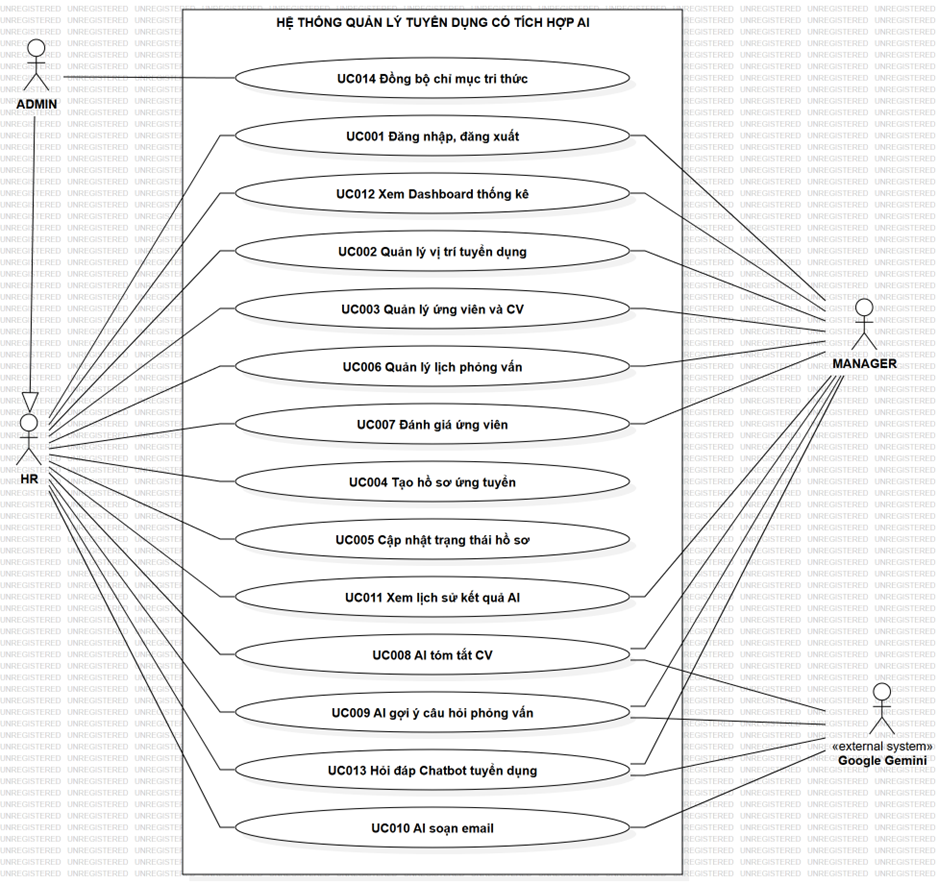 HỆ THỐNG QUẢN LÝ TUYỂN DỤNG CÓ TÍCH HỢP AI
ADMIN
UC014 Đồng bộ chỉ mục tri thức
UC001 Đăng nhập, đăng xuất
UC012 Xem Dashboard thống kê
UC002 Quản lý vị trí tuyển dụng
UC003 Quản lý ứng viên và CV
MANAGER
UC006 Quản lý lịch phỏng vấn
UC007 Đánh giá ứng viên
HR
UC004 Tạo hồ sơ ứng tuyển
UC005 Cập nhật trạng thái hồ sơ
UC011 Xem lịch sử kết quả AI
UC008 AI tóm tắt CV
UC009 AI gợi ý câu hỏi phỏng vấn
«external system»
Google Gemini
UC013 Hỏi đáp Chatbot tuyển dụng
UC010 AI soạn email
UNREGISTERED